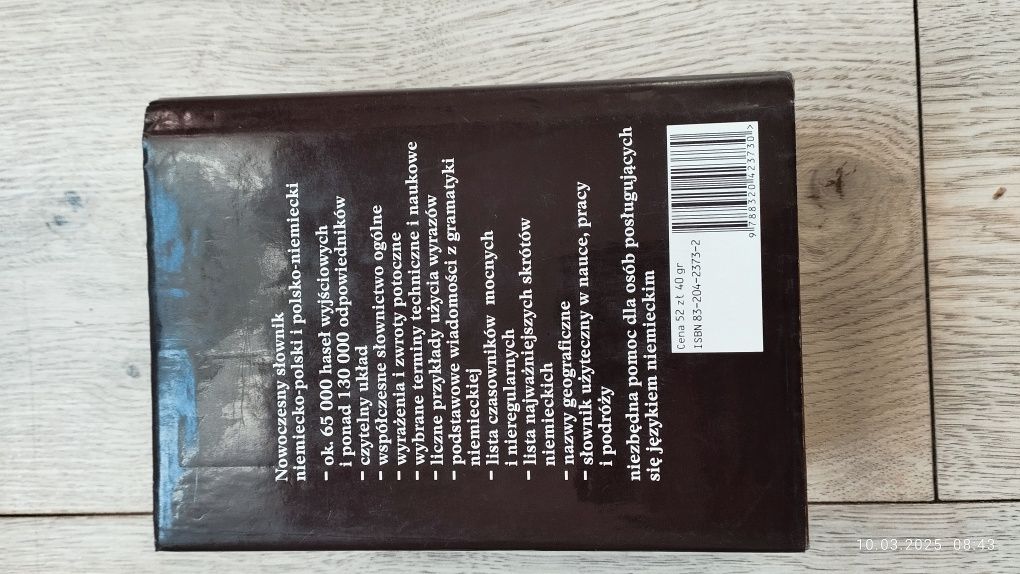 Nowoczesny słownik
niemiecko-polski i polsko-niemiecki
– ok. 65 000 haseł wyjściowych
i ponad 130 000 odpowiedników
– czytelny układ
– współczesne słownictwo ogólne
– wyrażenia i zwroty potoczne
– wybrane terminy techniczne i naukowe
– liczne przykłady użycia wyrazów
– podstawowe wiadomości z gramatyki
niemieckiej
– lista czasowników mocnych
i nieregularnych
– lista najważniejszych skrótów
niemieckich
– nazwy geograficzne
– słownik użyteczny w nauce, pracy
i podróży
niezbędna pomoc dla osób posługujących
się językiem niemieckim
Cena 52 zł 40 gr
ISBN 83-204-2373-2
9 788320 423730 >
10.03.2025 08:43